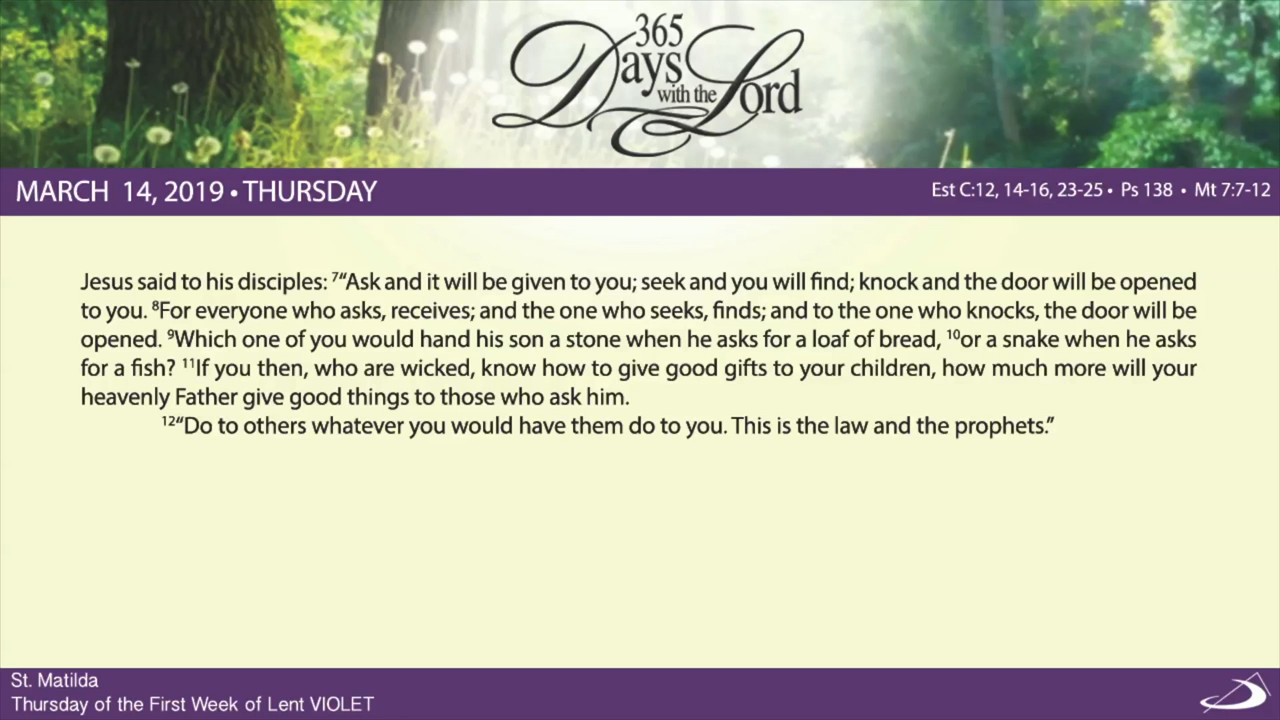 365
Days
with the Lord
MARCH 14, 2019 • THURSDAY
Est C:12, 14-16, 23-25 • Ps 138 • Mt 7:7-12
Jesus said to his disciples: ⁷“Ask and it will be given to you; seek and you will find; knock and the door will be opened
to you. ⁸For everyone who asks, receives; and the one who seeks, finds; and to the one who knocks, the door will be
opened. ⁹Which one of you would hand his son a stone when he asks for a loaf of bread, ¹⁰or a snake when he asks
for a fish? ¹¹If you then, who are wicked, know how to give good gifts to your children, how much more will your
heavenly Father give good things to those who ask him.
¹²“Do to others whatever you would have them do to you. This is the law and the prophets.”
St. Matilda
Thursday of the First Week of Lent VIOLET